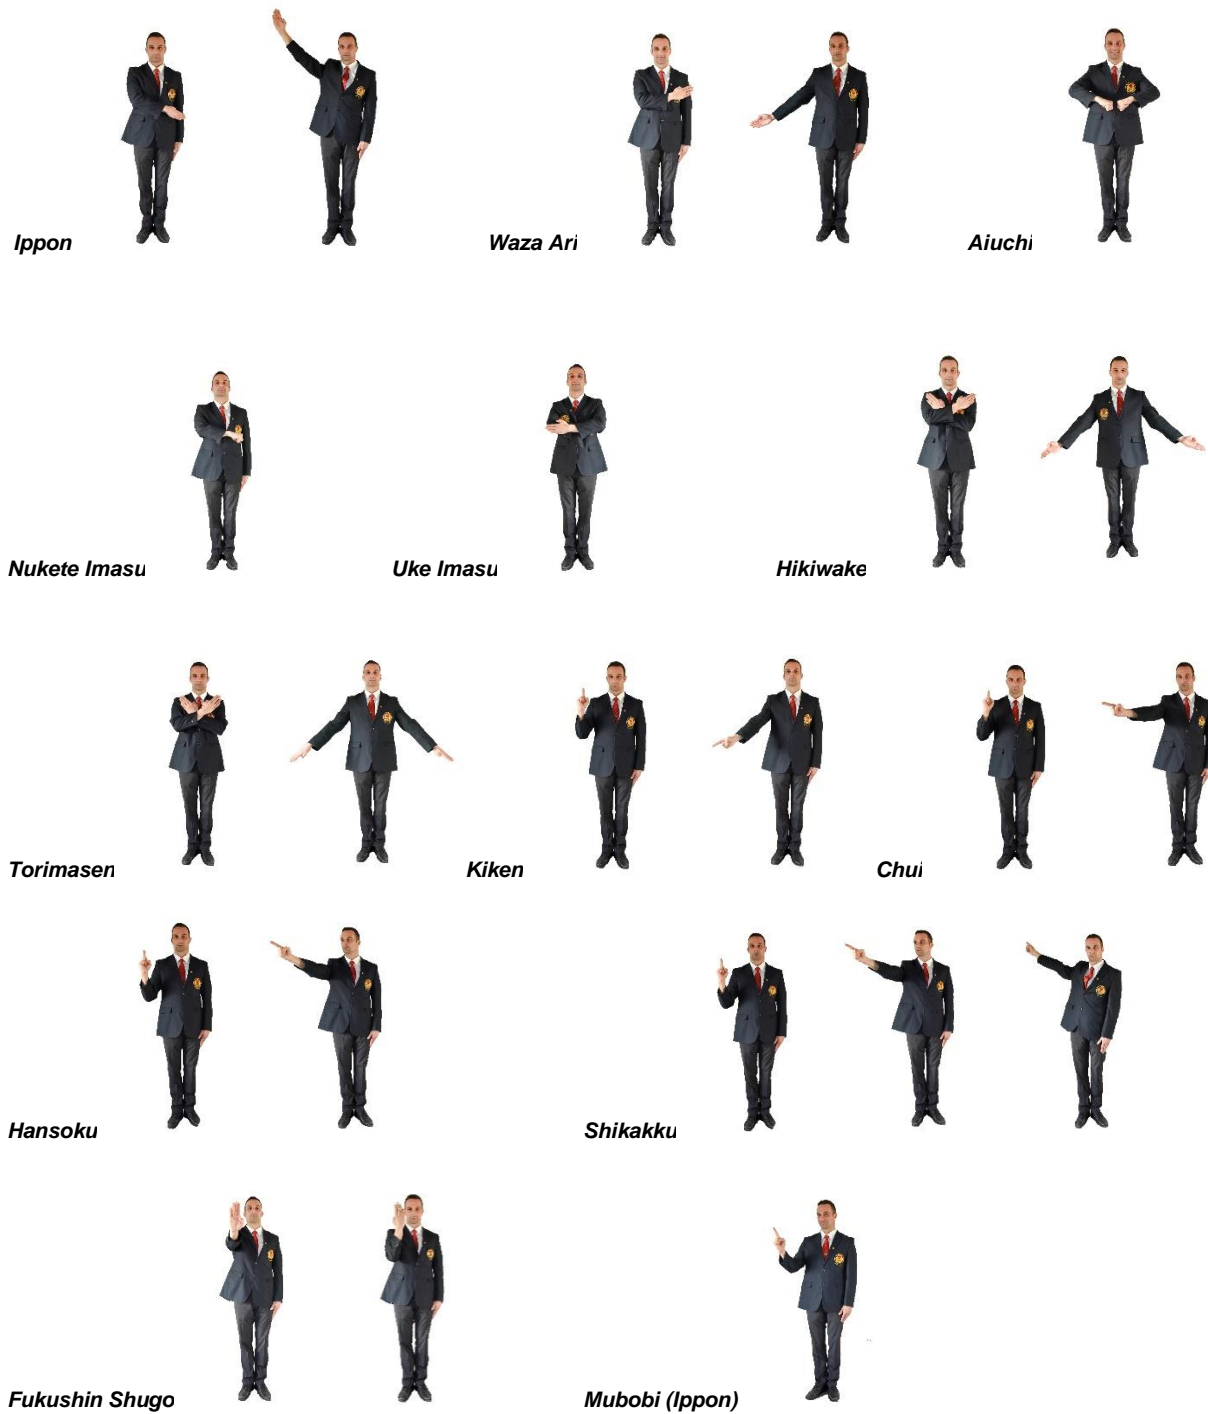 Ippon
Waza Ari
Aiuchi
Nukete Imasu
Uke Imasu
Hikiwake
Torimasen
Kiken
Chui
Hansoku
Shikakku
Fukushin Shugo
Mubobi (Ippon)